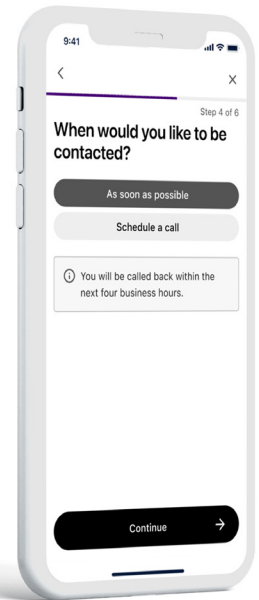 9:41
Step 4 of 6
When would you like to be
contacted?
As soon as possible
Schedule a call
You will be called back within the
next four business hours.
Continue